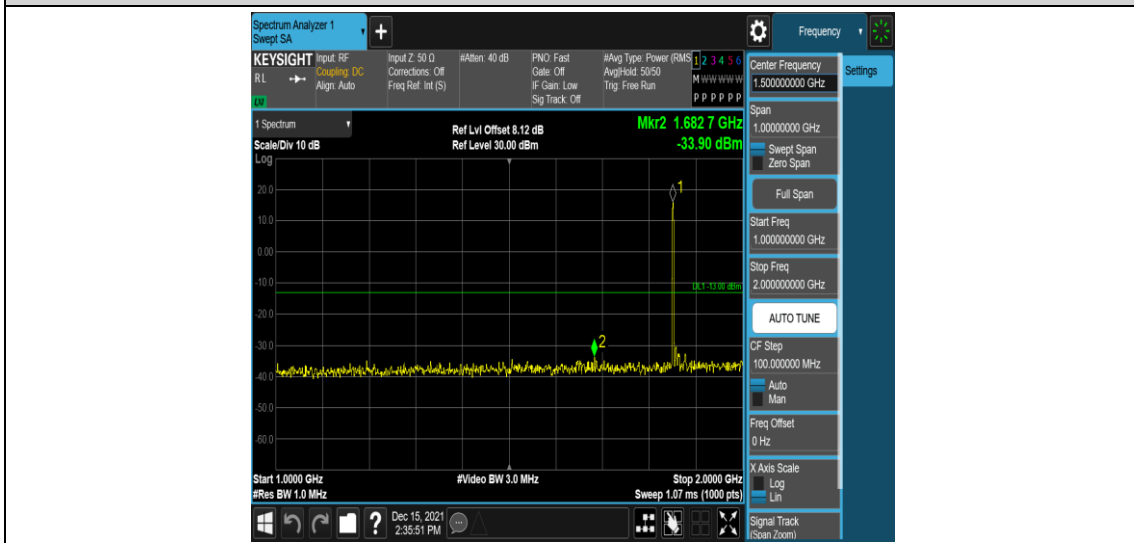 Spectrum Analyzer 1
Swept SA
+
Frequency
KEYSIGHT
RL
LXI
Input: RF
Coupling: DC
Align: Auto
Input Z: 50 Ω
Corrections: Off
Freq Ref: Int (S)
#Atten: 40 dB
PNO: Fast
Gate: Off
IF Gain: Low
Sig Track: Off
#Avg Type: Power (RMS
Avg|Hold: 50/50
Trig: Free Run
1 2 3 4 5 6
M W W W W W
P P P P P P
1 Spectrum
Scale/Div 10 dB
Ref Lvl Offset 8.12 dB
Ref Level 30.00 dBm
Mkr2 1.682 7 GHz
-33.90 dBm
Log
20.0
10.0
0.00
-10.0
-20.0
-30.0
-40.0
-50.0
-60.0
1
DL1 -13.00 dBm
2
Start 1.0000 GHz
#Res BW 1.0 MHz
#Video BW 3.0 MHz
Stop 2.0000 GHz
Sweep 1.07 ms (1000 pts)
?
Dec 15, 2021
2:35:51 PM
Center Frequency
1.500000000 GHz
Settings
Span
1.00000000 GHz
Swept Span
Zero Span
Full Span
Start Freq
1.000000000 GHz
Stop Freq
2.000000000 GHz
AUTO TUNE
CF Step
100.000000 MHz
Auto
Man
Freq Offset
0 Hz
X Axis Scale
Log
Lin
Signal Track
(Span Zoom)